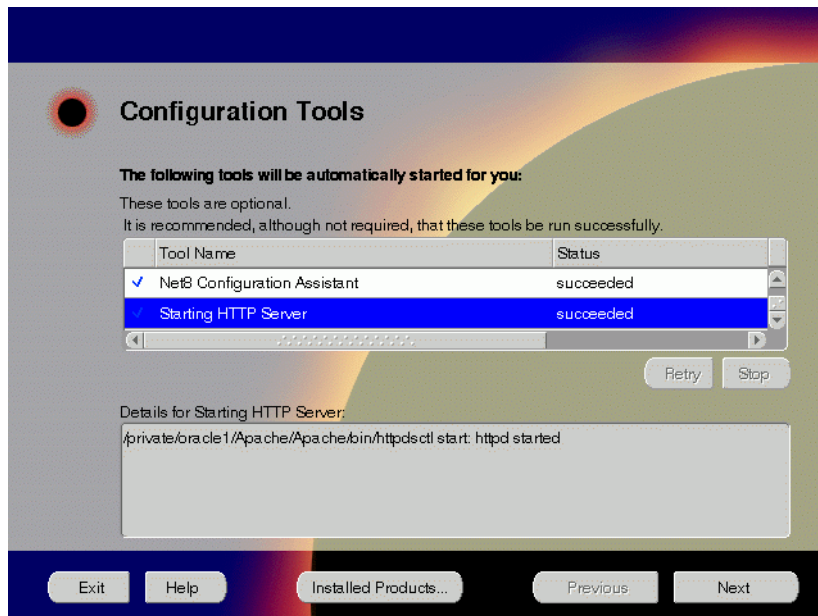 Configuration Tools
The following tools will be automatically started for you:
These tools are optional.
It is recommended, although not required, that these tools be run successfully.
Tool Name Status
Net8 Configuration Assistant succeeded
Starting HTTP Server succeeded
Retry Stop
Details for Starting HTTP Server:
/private/oracle1/Apache/Apache/bin/httpdsctl start: httpd started
Exit Help Installed Products... Previous Next